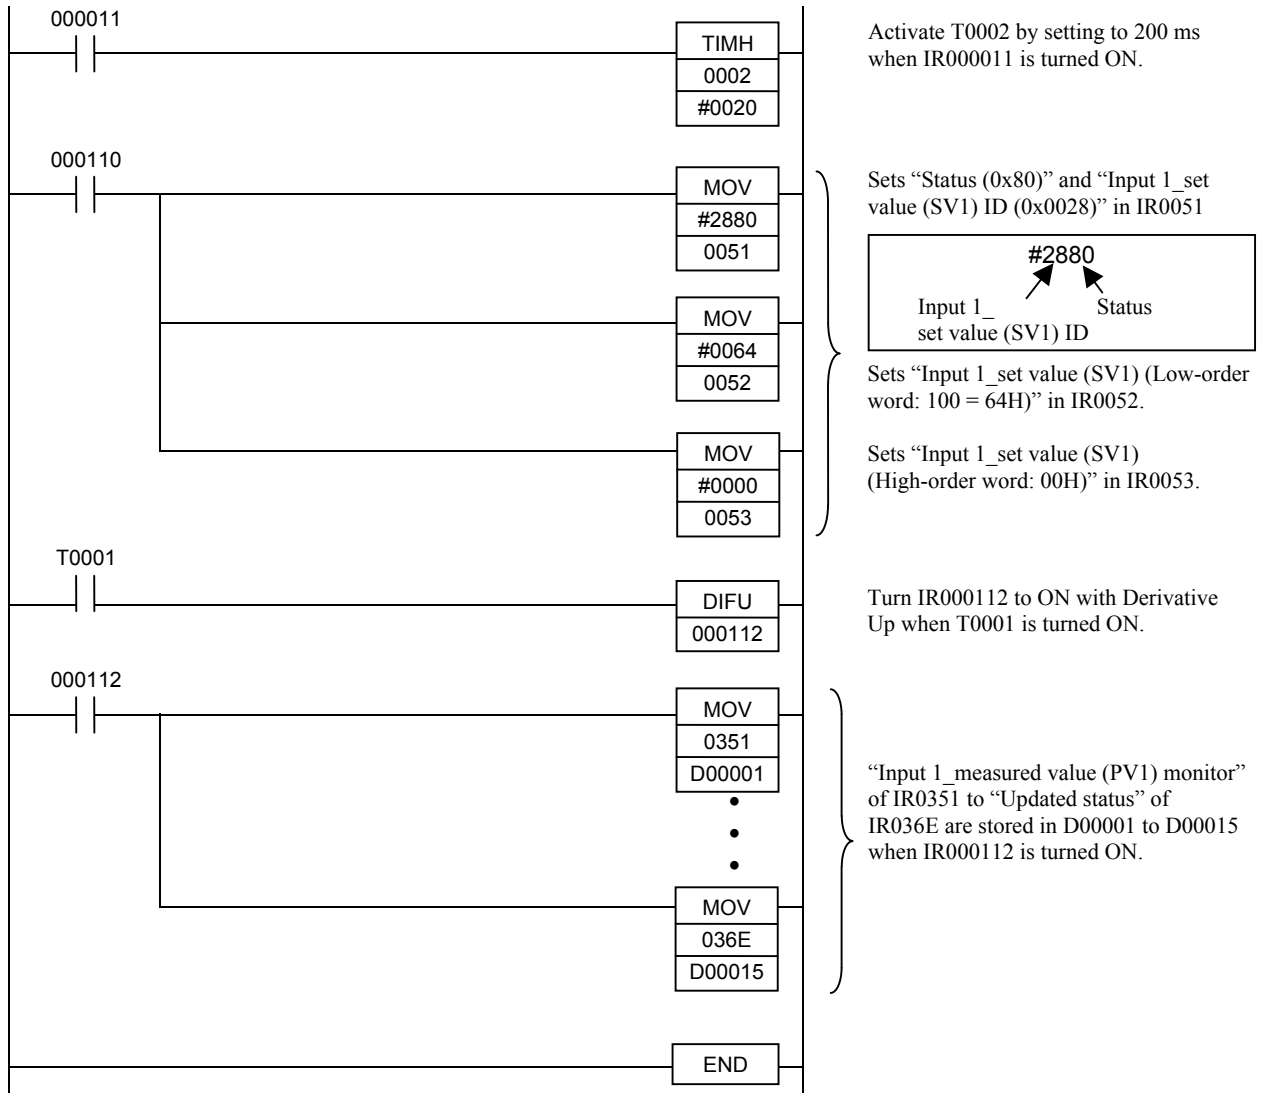 000011
TIMH
0002
#0020
Activate T0002 by setting to 200 ms
when IR000011 is turned ON.
000110
MOV
#2880
0051
Sets “Status (0x80)” and “Input 1_set
value (SV1) ID (0x0028)” in IR0051
#2880
Input 1_
set value (SV1) ID
Status
MOV
#0064
0052
Sets “Input 1_set value (SV1) (Low-order
word: 100 = 64H)” in IR0052.
MOV
#0000
0053
Sets “Input 1_set value (SV1)
(High-order word: 00H)” in IR0053.
T0001
DIFU
000112
Turn IR000112 to ON with Derivative
Up when T0001 is turned ON.
000112
MOV
0351
D00001
MOV
036E
D00015
“Input 1_measured value (PV1) monitor”
of IR0351 to “Updated status” of
IR036E are stored in D00001 to D00015
when IR000112 is turned ON.
END